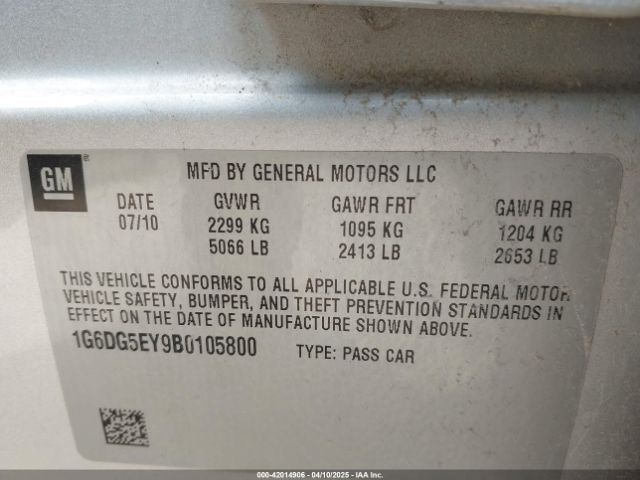 GM
MFD BY GENERAL MOTORS LLC
DATE GVWR GAWR FRT GAWR RR
07/10 2299 KG 1095 KG 1204 KG
5066 LB 2413 LB 2653 LB
THIS VEHICLE CONFORMS TO ALL APPLICABLE U.S. FEDERAL MOTOR
VEHICLE SAFETY, BUMPER, AND THEFT PREVENTION STANDARDS IN
EFFECT ON THE DATE OF MANUFACTURE SHOWN ABOVE.
1G6DG5EY9B0105800 TYPE: PASS CAR
000-42014906 - 04/10/2025 - IAA Inc.